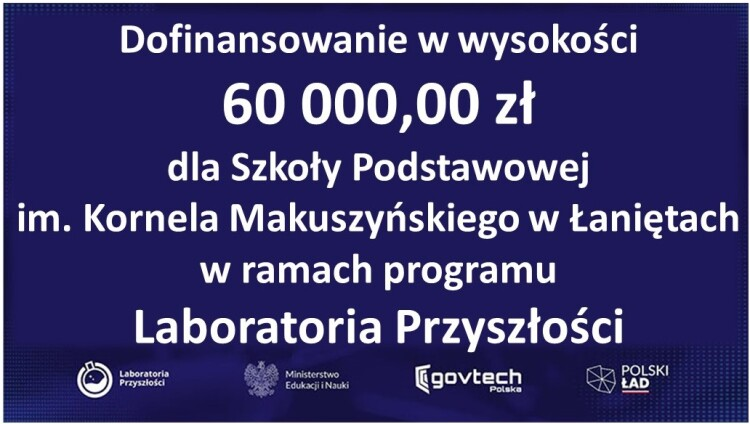 Dofinansowanie w wysokości
60 000,00 zł
dla Szkoły Podstawowej
im. Kornela Makuszyńskiego w Łaniętach
w ramach programu
Laboratoria Przyszłości
Laboratoria
Przyszłości
Ministerstwo
Edukacji i Nauki
govtech
Polska
POLSKI
ŁAD